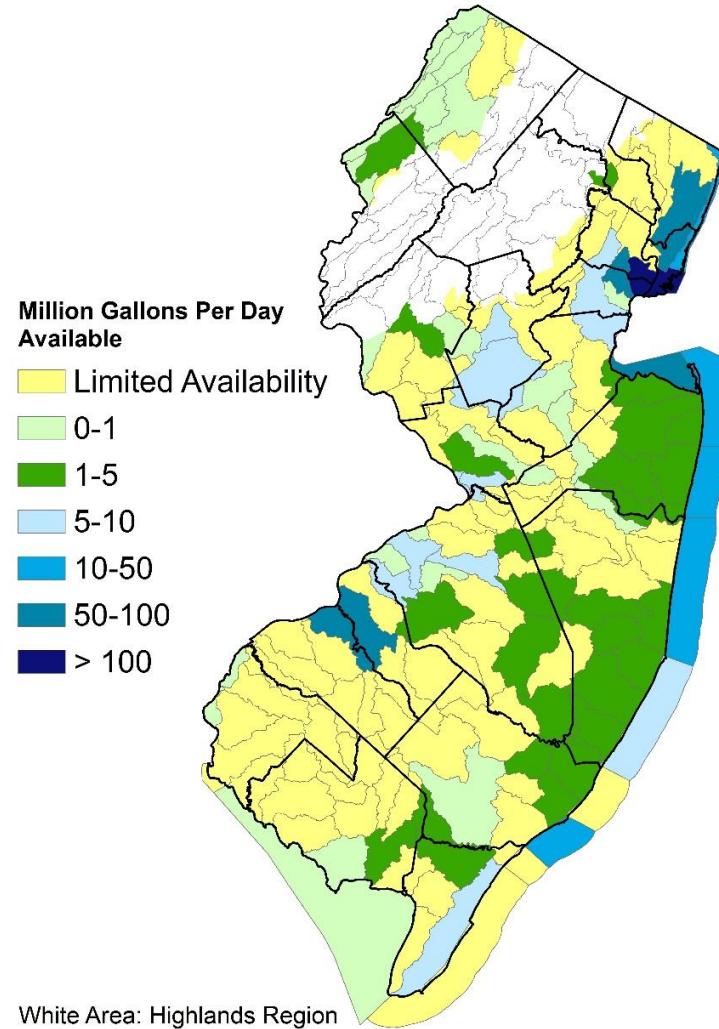 Million Gallons Per Day
Available
Limited Availability
0-1
1-5
5-10
10-50
50-100
> 100
White Area: Highlands Region